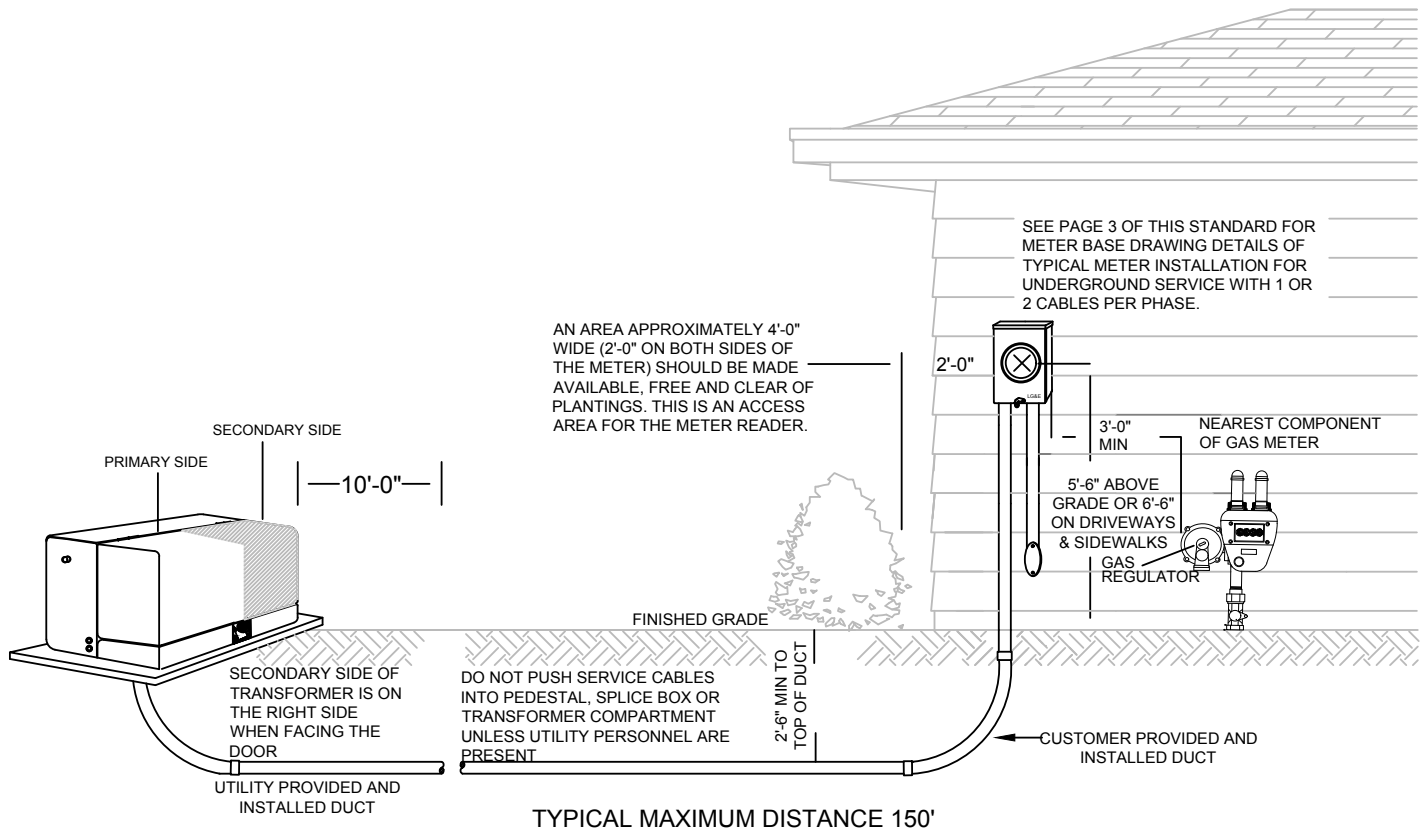 SEE PAGE 3 OF THIS STANDARD FOR
METER BASE DRAWING DETAILS OF
TYPICAL METER INSTALLATION FOR
UNDERGROUND SERVICE WITH 1 OR
2 CABLES PER PHASE.
AN AREA APPROXIMATELY 4'-0"
WIDE (2'-0" ON BOTH SIDES OF
THE METER) SHOULD BE MADE
AVAILABLE, FREE AND CLEAR OF
PLANTINGS. THIS IS AN ACCESS
AREA FOR THE METER READER.
2'-0"
LG&E
3'-0"
MIN
NEAREST COMPONENT
OF GAS METER
5'-6" ABOVE
GRADE OR 6'-6"
ON DRIVEWAYS
& SIDEWALKS
GAS
REGULATOR
SECONDARY SIDE
PRIMARY SIDE
10'-0"
FINISHED GRADE
SECONDARY SIDE OF
TRANSFORMER IS ON
THE RIGHT SIDE
WHEN FACING THE
DOOR
DO NOT PUSH SERVICE CABLES
INTO PEDESTAL, SPLICE BOX OR
TRANSFORMER COMPARTMENT
UNLESS UTILITY PERSONNEL ARE
PRESENT
2'-6" MIN TO
TOP OF DUCT
CUSTOMER PROVIDED AND
INSTALLED DUCT
UTILITY PROVIDED AND
INSTALLED DUCT
TYPICAL MAXIMUM DISTANCE 150'